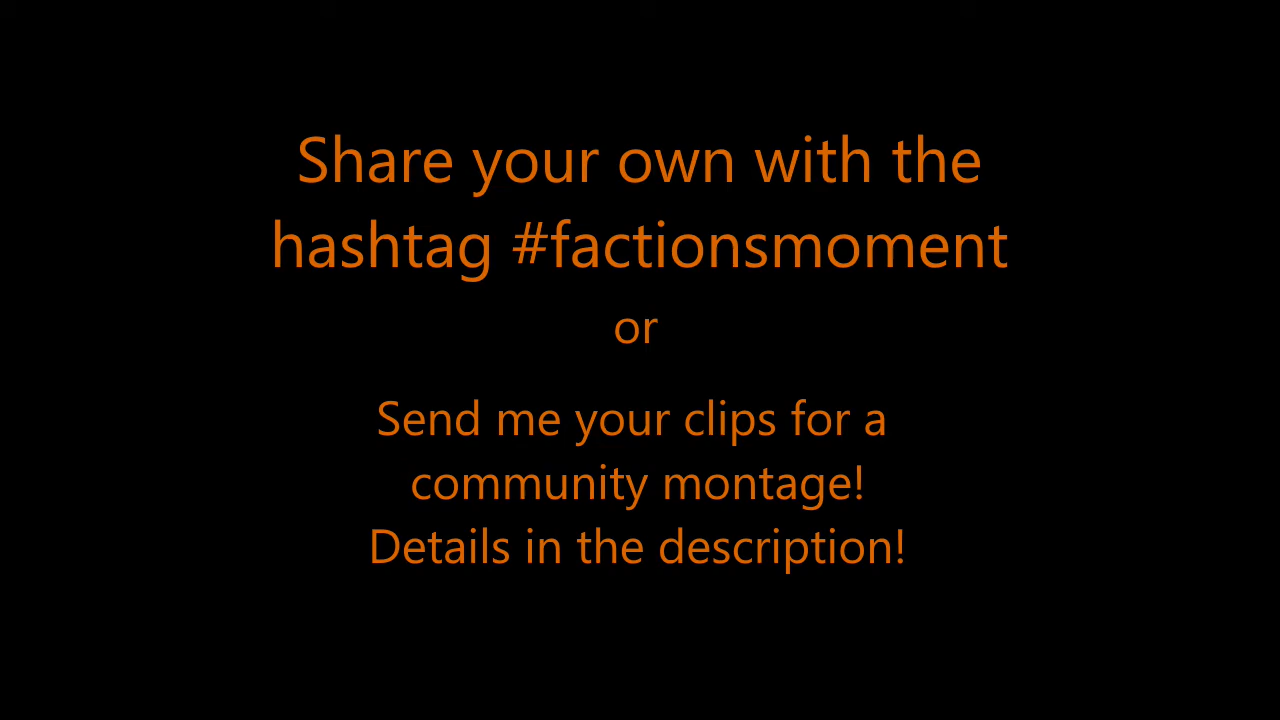 Share your own with the
hashtag #factionsmoment
or
Send me your clips for a
community montage!
Details in the description!